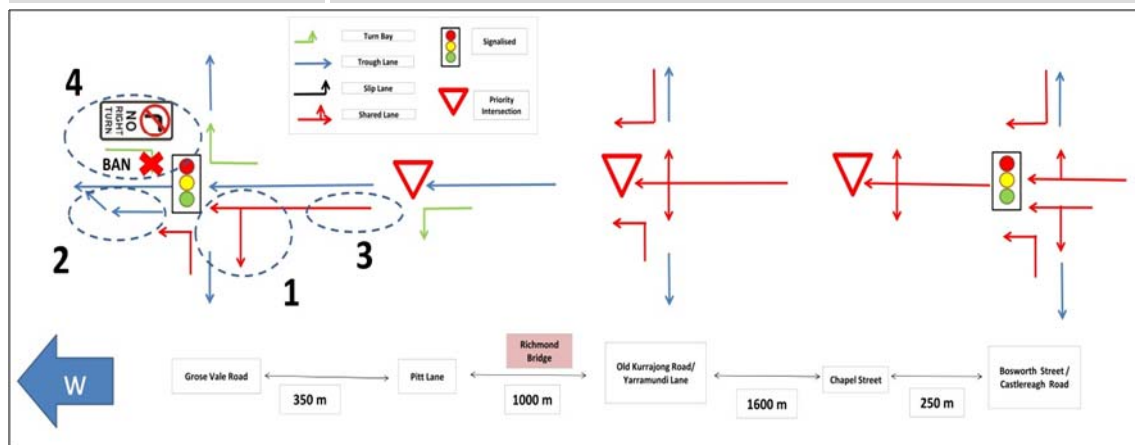 4
NO
RIGHT
TURN
BAN
2
1
3
Turn Bay
Trough Lane
Slip Lane
Shared Lane
Signalised
Priority
Intersection
W
Grose Vale Road
350 m
Pitt Lane
Richmond
Bridge
1000 m
Old Kurrajong Road/
Yarramundi Lane
1600 m
Chapel Street
250 m
Bosworth Street /
Castlereagh Road